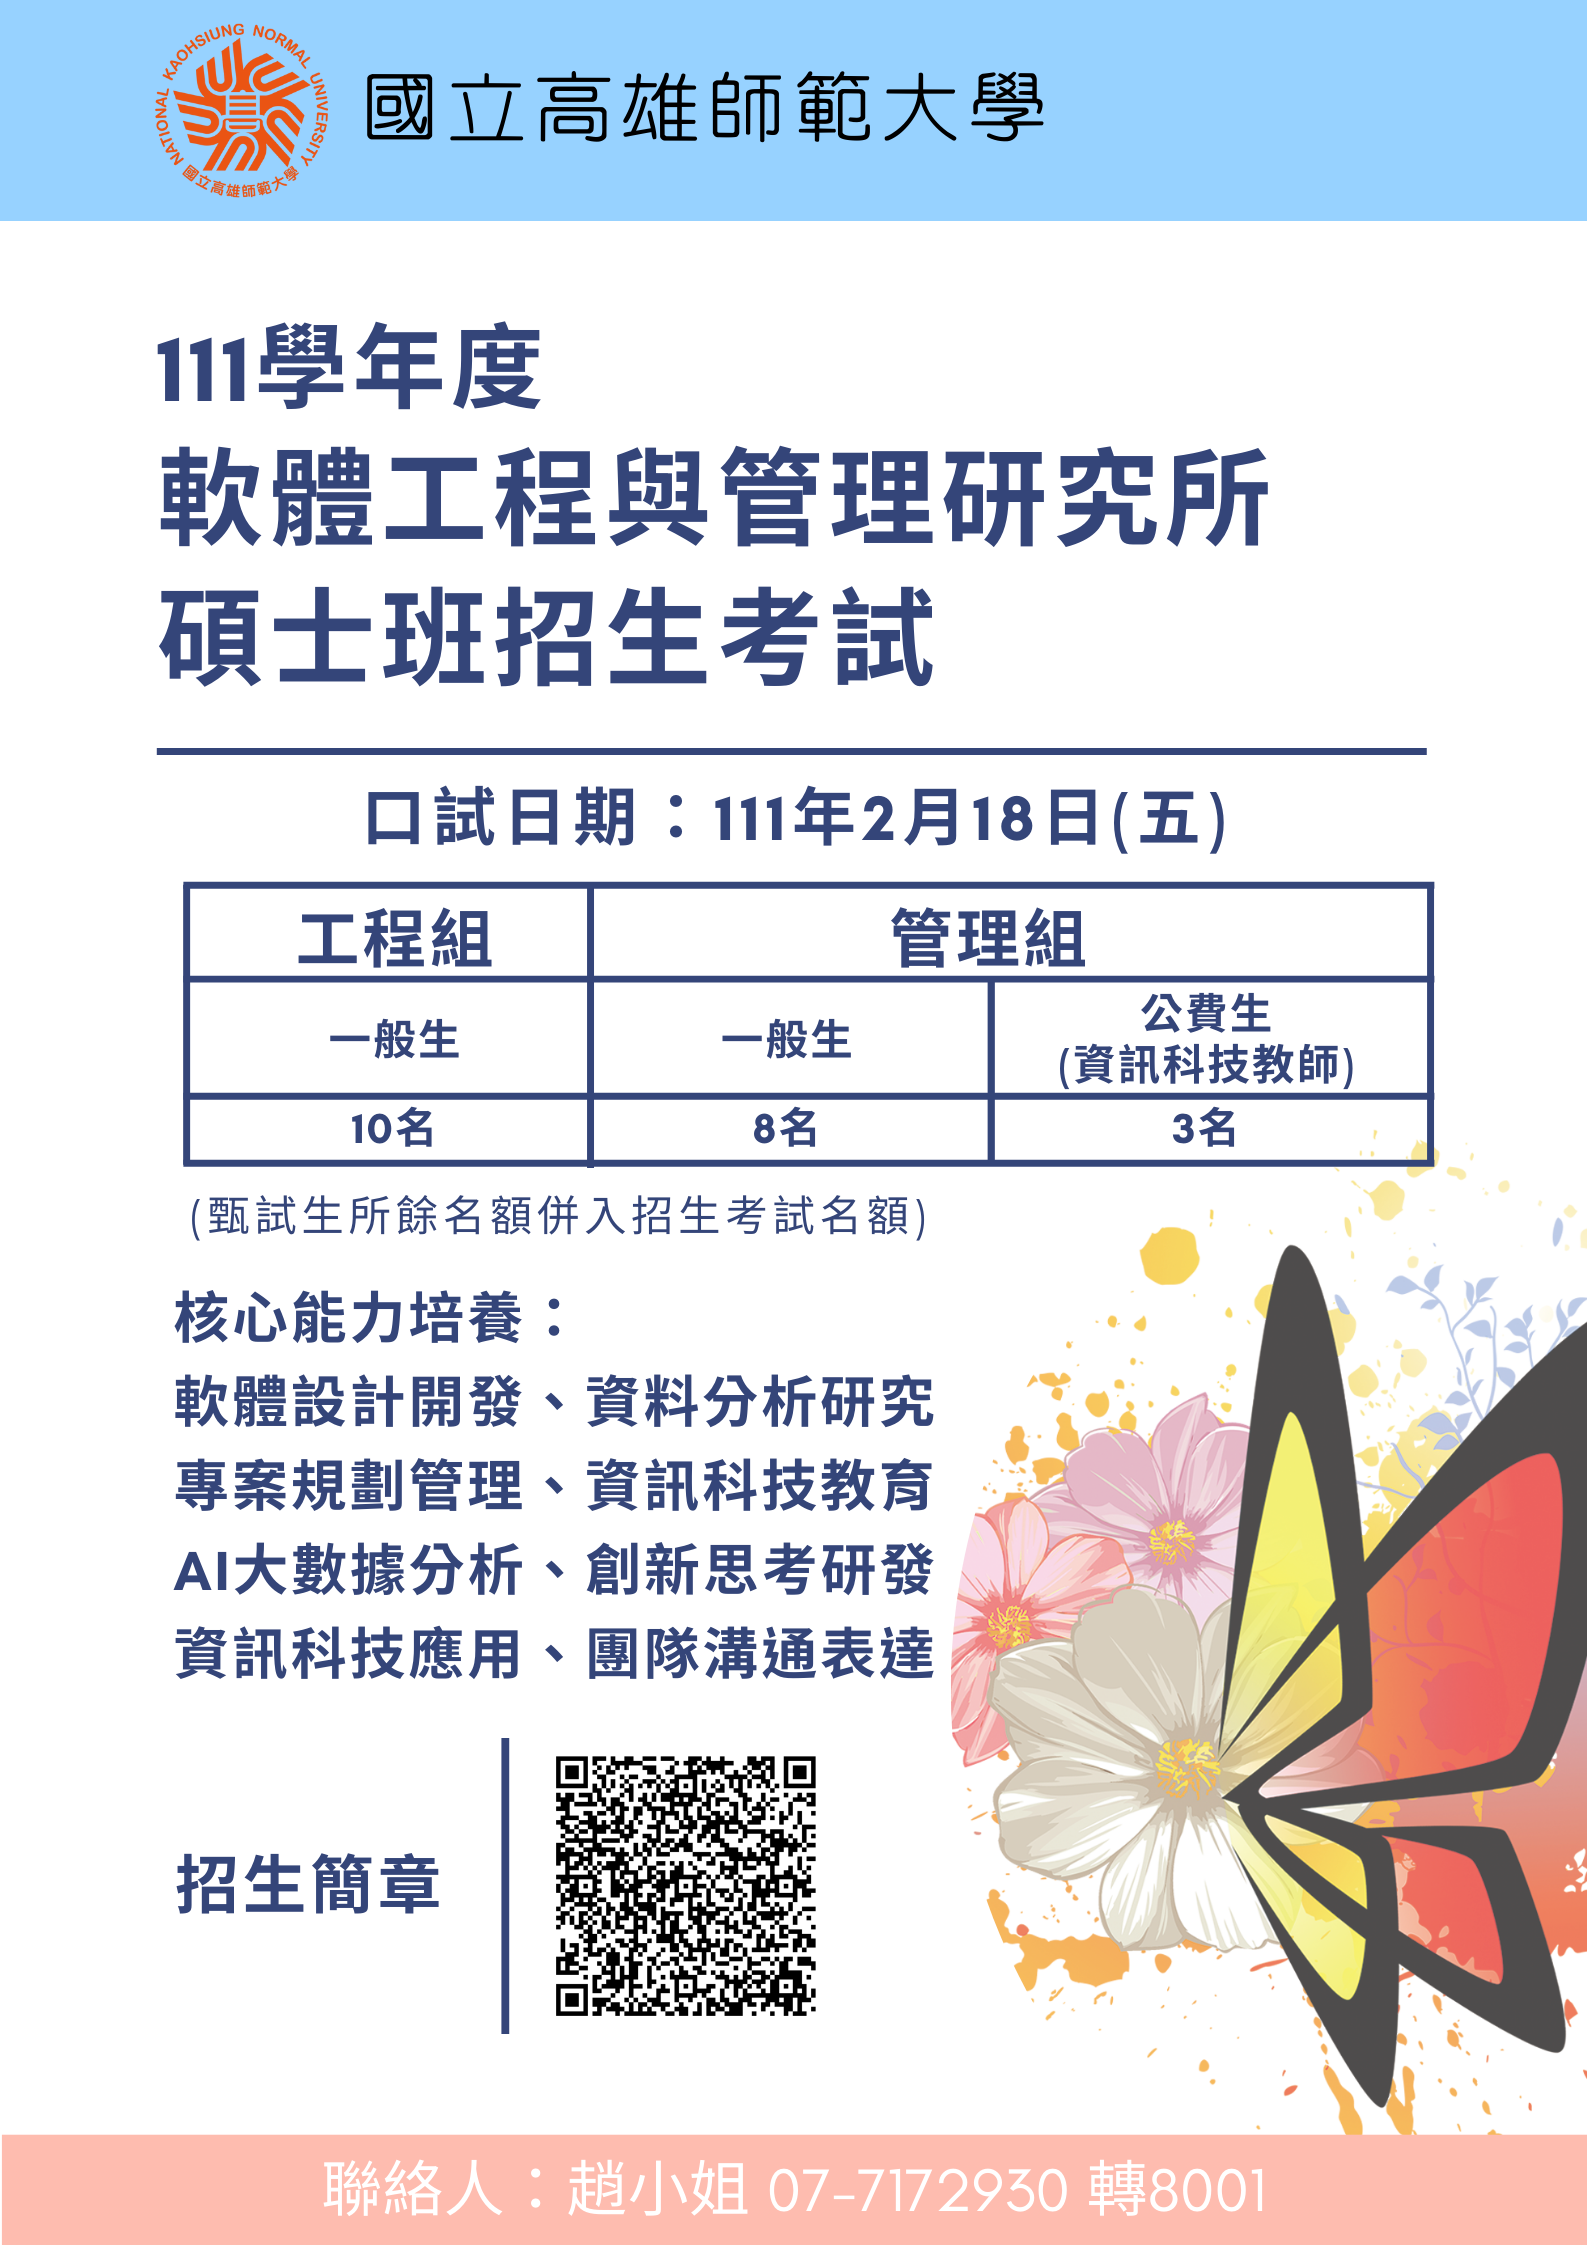 NATIONAL KAOHSIUNG NORMAL UNIVERSITY
國立高雄師範大學
國立高雄師範大學
111學年度
軟體工程與管理研究所
碩士班招生考試
口試日期：111年2月18日(五)
工程組 管理組
一般生 一般生 公費生
(資訊科技教師)
10名 8名 3名
(甄試生所餘名額併入招生考試名額)
核心能力培養：
軟體設計開發、資料分析研究
專案規劃管理、資訊科技教育
AI大數據分析、創新思考研發
資訊科技應用、團隊溝通表達
招生簡章
聯絡人：趙小姐 07-7172930 轉8001